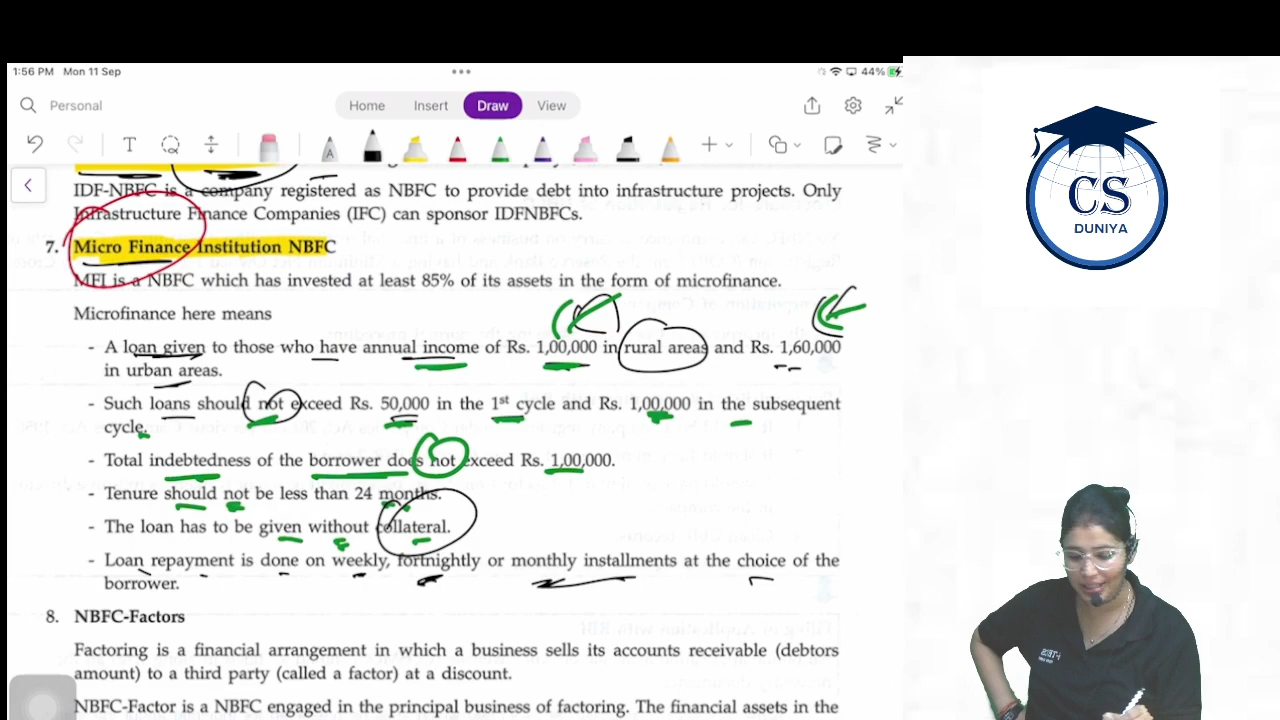 1:56 PM Mon 11 Sep
44%
Personal
Home Insert Draw View
IDF-NBFC is a company registered as NBFC to provide debt into infrastructure projects. Only
Infrastructure Finance Companies (IFC) can sponsor IDFNBFCs.
7. Micro Finance Institution NBFC
MFI is a NBFC which has invested at least 85% of its assets in the form of microfinance.
Microfinance here means
- A loan given to those who have annual income of Rs. 1,00,000 in rural areas and Rs. 1,60,000
in urban areas.
- Such loans should not exceed Rs. 50,000 in the 1st cycle and Rs. 1,00,000 in the subsequent
cycle.
- Total indebtedness of the borrower does not exceed Rs. 1,00,000.
- Tenure should not be less than 24 months.
- The loan has to be given without collateral.
- Loan repayment is done on weekly, fortnightly or monthly installments at the choice of the
borrower.
8. NBFC-Factors
Factoring is a financial arrangement in which a business sells its accounts receivable (debtors
amount) to a third party (called a factor) at a discount.
NBFC-Factor is a NBFC engaged in the principal business of factoring. The financial assets in the
CS
DUNIYA